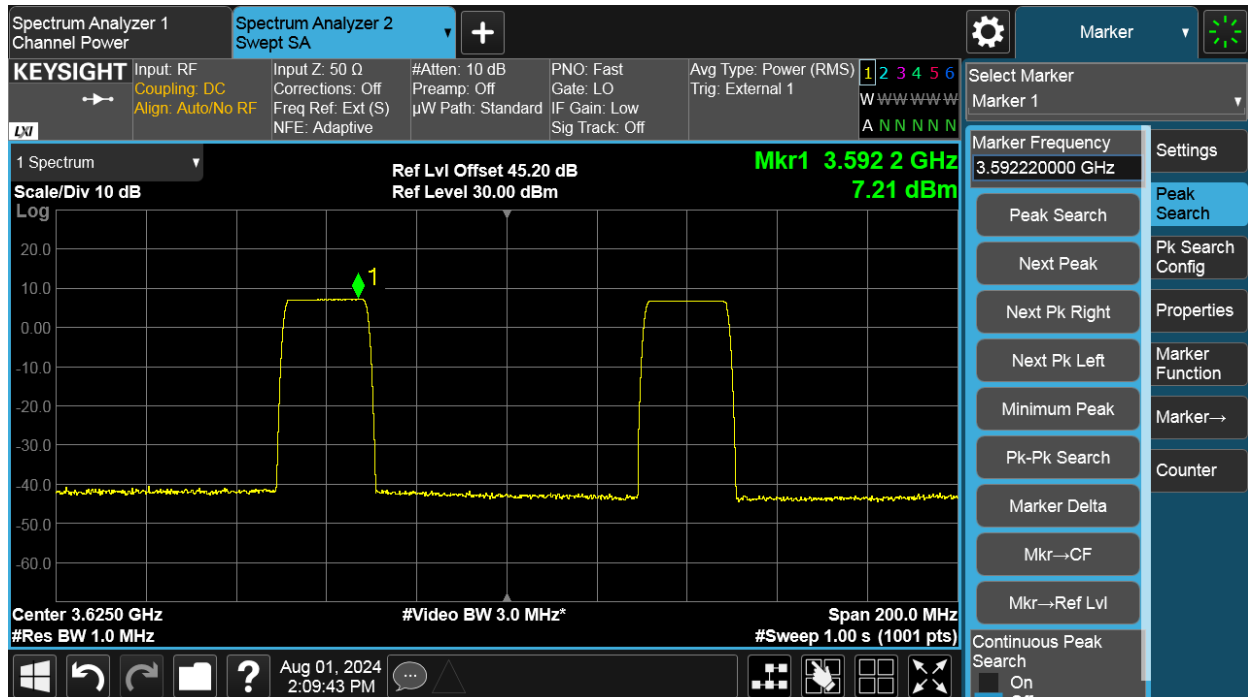 Spectrum Analyzer 1
Channel Power
Spectrum Analyzer 2
Swept SA
Marker
KEYSIGHT
LXI
Input: RF
Coupling: DC
Align: Auto/No RF
Input Z: 50 Ω
Corrections: Off
Freq Ref: Ext (S)
NFE: Adaptive
#Atten: 10 dB
Preamp: Off
µW Path: Standard
PNO: Fast
Gate: LO
IF Gain: Low
Sig Track: Off
Avg Type: Power (RMS)
Trig: External 1
1 2 3 4 5 6
W W W W W W
A N N N N N
Select Marker
Marker 1
1 Spectrum
Scale/Div 10 dB
Ref Lvl Offset 45.20 dB
Ref Level 30.00 dBm
Mkr1 3.592 2 GHz
7.21 dBm
Log
20.0
10.0
0.00
-10.0
-20.0
-30.0
-40.0
-50.0
-60.0
1
Center 3.6250 GHz
#Res BW 1.0 MHz
#Video BW 3.0 MHz*
Span 200.0 MHz
#Sweep 1.00 s (1001 pts)
Marker Frequency
3.592220000 GHz
Peak Search
Next Peak
Next Pk Right
Next Pk Left
Minimum Peak
Pk-Pk Search
Marker Delta
Mkr→CF
Mkr→Ref Lvl
Continuous Peak
Search
On
Off
Settings
Peak
Search
Pk Search
Config
Properties
Marker
Function
Marker→
Counter
?
Aug 01, 2024
2:09:43 PM